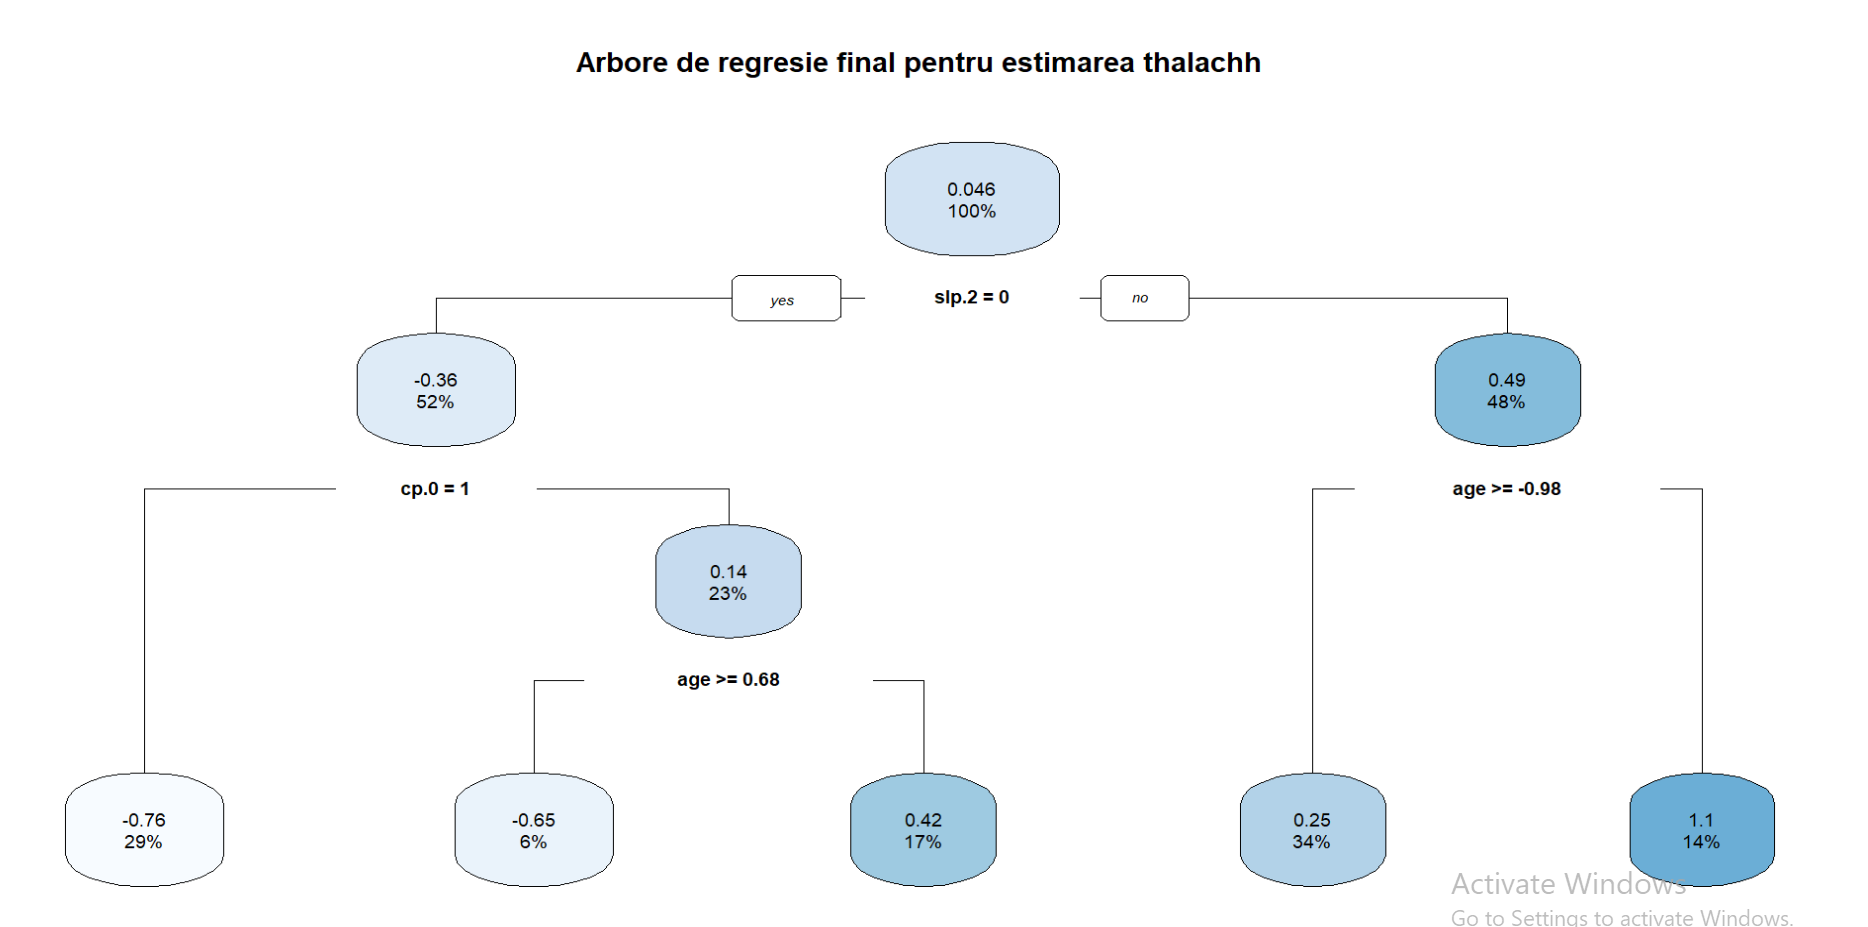 Arbore de regresie final pentru estimarea thalachh
0.046
100%
yes
slp.2 = 0
no
-0.36
52%
0.49
48%
cp.0 = 1
age >= -0.98
0.14
23%
age >= 0.68
-0.76
29%
-0.65
6%
0.42
17%
0.25
34%
1.1
14%
Activate Windows
Go to Settings to activate Windows.